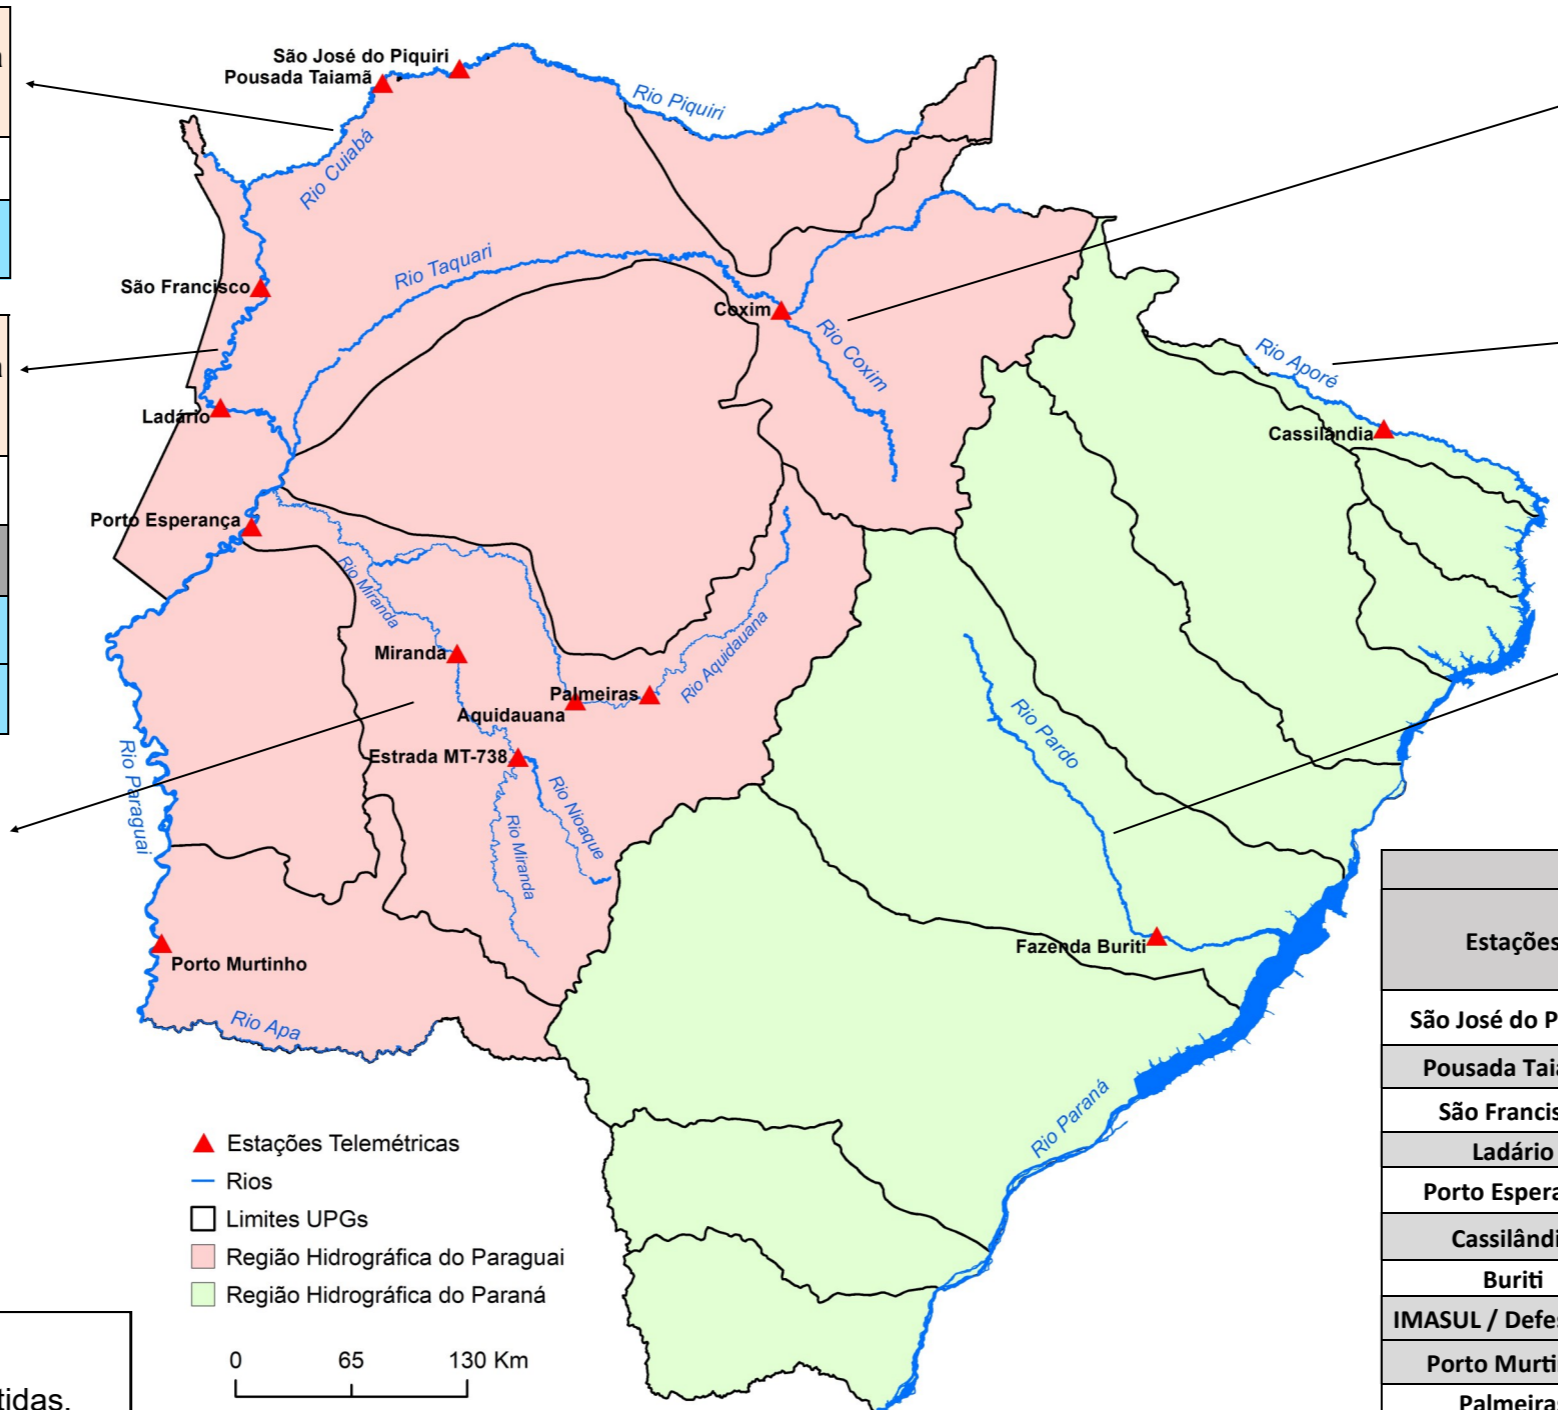 São José do Piquiri
Pousada Taiamã
Rio Piquiri
Rio Cuiabá
Rio Taquari
São Francisco
Coxim
Rio Coxim
Rio Aporé
Ladário
Cassilândia
Porto Esperança
Rio Miranda
Miranda
Rio Aquidauana
Palmeiras
Aquidauana
Estrada MT-738
Rio Pardo
Rio Paraguai
Rio Nioaque
Rio Miranda
Fazenda Buriti
Porto Murtinho
Rio Apa
Rio Paraná
Estações Telemétricas
Rios
Limites UPGs
Região Hidrográfica do Paraguai
Região Hidrográfica do Paraná
0 65 130 Km
tidas.
Estações
São José do P
Pousada Tai
São Francis
Ladário
Porto Espera
Cassilândi
Buriti
IMASUL / Defe
Porto Murti
Palmeira